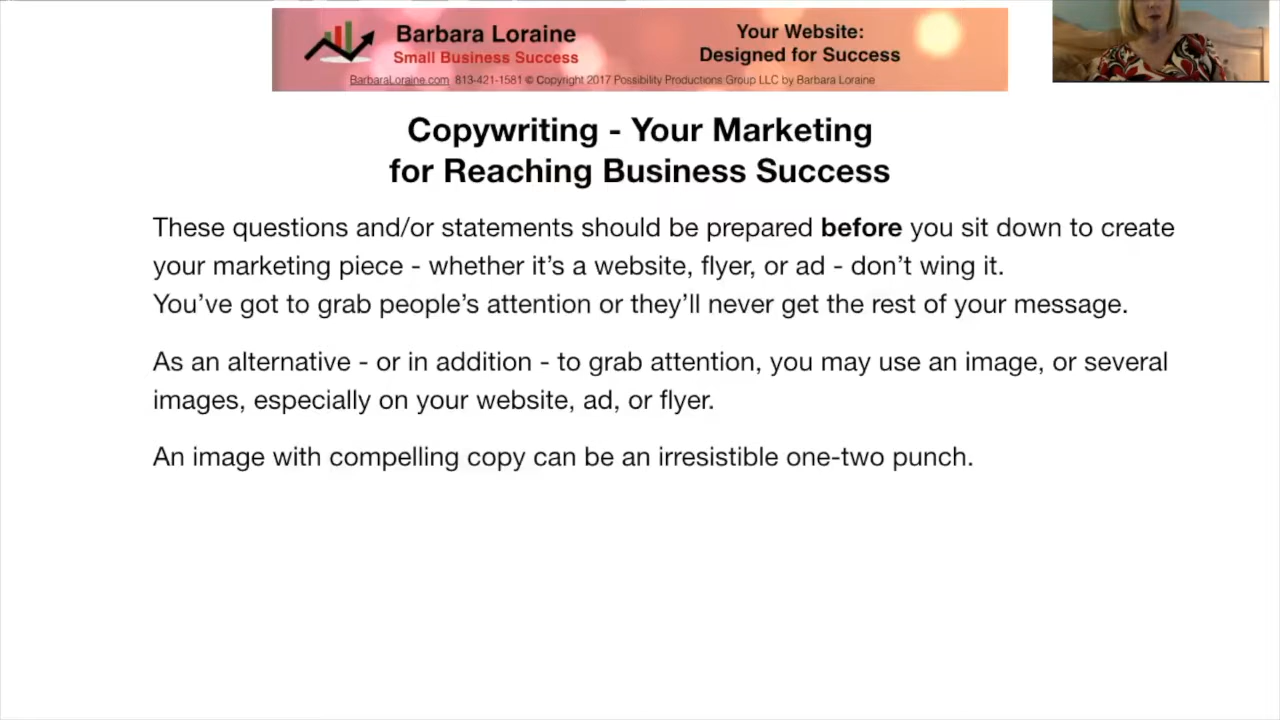 Barbara Loraine
Small Business Success
Your Website:
Designed for Success
BarbaraLoraine.com 813-421-1581 © Copyright 2017 Possibility Productions Group LLC by Barbara Loraine
Copywriting - Your Marketing
for Reaching Business Success
These questions and/or statements should be prepared before you sit down to create
your marketing piece - whether it’s a website, flyer, or ad - don’t wing it.
You’ve got to grab people’s attention or they’ll never get the rest of your message.
As an alternative - or in addition - to grab attention, you may use an image, or several
images, especially on your website, ad, or flyer.
An image with compelling copy can be an irresistible one-two punch.